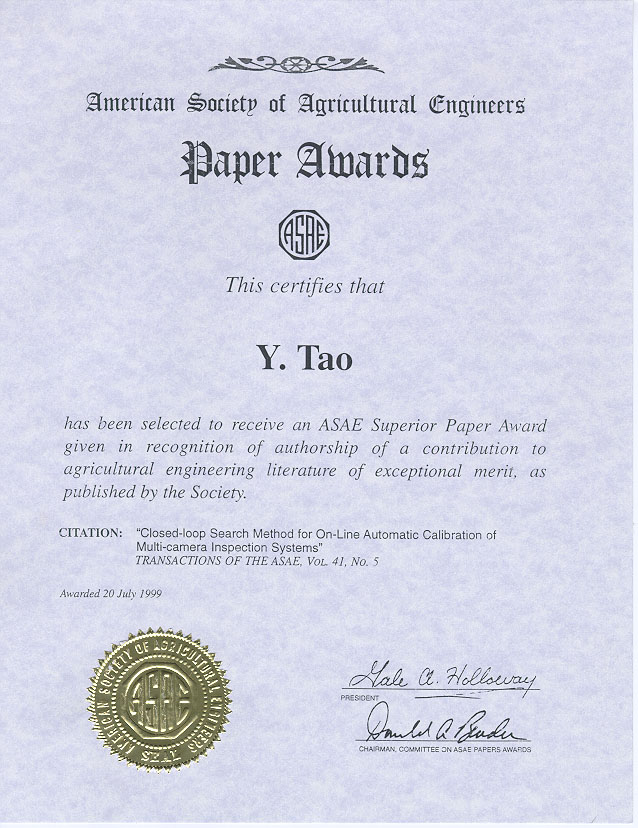 American Society of Agricultural Engineers
Paper Awards
ASAE
This certifies that
Y. Tao
has been selected to receive an ASAE Superior Paper Award
given in recognition of authorship of a contribution to
agricultural engineering literature of exceptional merit, as
published by the Society.
CITATION: "Closed-loop Search Method for On-Line Automatic Calibration of
Multi-camera Inspection Systems"
TRANSACTIONS OF THE ASAE, VOL. 41, NO. 5
Awarded 20 July 1999
AMERICAN SOCIETY OF AGRICULTURAL ENGINEERS
ASAE
SEAL
Gale A. Holloway
PRESIDENT
Donald A. Bender
CHAIRMAN, COMMITTEE ON ASAE PAPERS AWARDS